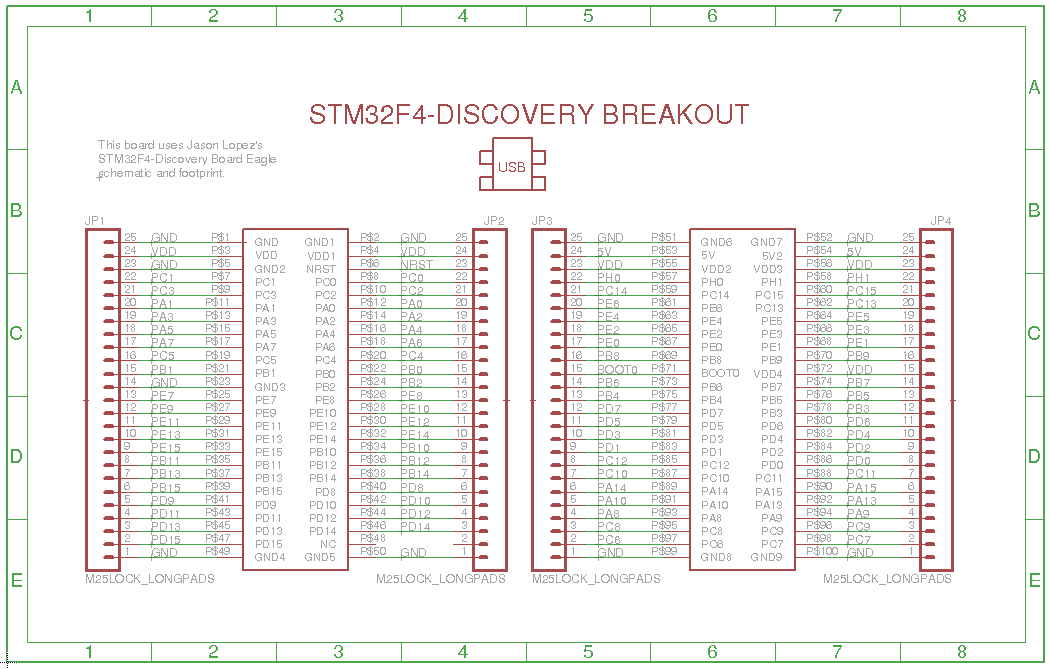 1 2 3 4 5 6 7 8
A A
STM32F4-DISCOVERY BREAKOUT
This board uses Jason Lopez's
STM32F4-Discovery Board Eagle
schematic and footprint.
USB
B B
JP1 JP2 JP3 JP4
25 GND P$1 GND GND1 P$2 GND 25 25 GND P$51 GND6 GND7 P$52 GND 25
24 VDD P$3 VDD VDD1 P$4 VDD 24 24 5V P$53 5V 5V2 P$54 5V 24
23 GND P$5 GND2 NRST P$6 NRST 23 23 VDD P$55 VDD2 VDD3 P$56 VDD 23
22 PC1 P$7 PC1 PC0 P$8 PC0 22 22 PH0 P$57 PH0 PH1 P$58 PH1 22
21 PC3 P$9 PC3 PC2 P$10 PC2 21 21 PC14 P$59 PC14 PC15 P$60 PC15 21
20 PA1 P$11 PA1 PA0 P$12 PA0 20 20 PE6 P$61 PE6 PC13 P$62 PC13 20
19 PA3 P$13 PA3 PA2 P$14 PA2 19 19 PE4 P$63 PE4 PE5 P$64 PE5 19
C C
18 PA5 P$15 PA5 PA4 P$16 PA4 18 18 PE2 P$65 PE2 PE3 P$66 PE3 18
17 PA7 P$17 PA7 PA6 P$18 PA6 17 17 PE0 P$67 PE0 PE1 P$68 PE1 17
16 PC5 P$19 PC5 PC4 P$20 PC4 16 16 PB8 P$69 PB8 PB9 P$70 PB9 16
15 PB1 P$21 PB1 PB0 P$22 PB0 15 15 BOOT0 P$71 BOOT0 VDD4 P$72 VDD 15
14 GND P$23 GND3 PB2 P$24 PB2 14 14 PB6 P$73 PB6 PB7 P$74 PB7 14
13 PE7 P$25 PE7 PE8 P$26 PE8 13 13 PB4 P$75 PB4 PB5 P$76 PB5 13
12 PE9 P$27 PE9 PE10 P$28 PE10 12 12 PD7 P$77 PD7 PB3 P$78 PB3 12
11 PE11 P$29 PE11 PE12 P$30 PE12 11 11 PD5 P$79 PD5 PD6 P$80 PD6 11
10 PE13 P$31 PE13 PE14 P$32 PE14 10 10 PD3 P$81 PD3 PD4 P$82 PD4 10
9 PE15 P$33 PE15 PB10 P$34 PB10 9 9 PD1 P$83 PD1 PD2 P$84 PD2 9
D D
8 PB11 P$35 PB11 PB12 P$36 PB12 8 8 PC12 P$85 PC12 PD0 P$86 PD0 8
7 PB13 P$37 PB13 PB14 P$38 PB14 7 7 PC10 P$87 PC10 PC11 P$88 PC11 7
6 PB15 P$39 PB15 PD8 P$40 PD8 6 6 PA14 P$89 PA14 PA15 P$90 PA15 6
5 PD9 P$41 PD9 PD10 P$42 PD10 5 5 PA10 P$91 PA10 PA13 P$92 PA13 5
4 PD11 P$43 PD11 PD12 P$44 PD12 4 4 PA8 P$93 PA8 PA9 P$94 PA9 4
3 PD13 P$45 PD13 PD14 P$46 PD14 3 3 PC8 P$95 PC8 PC9 P$96 PC9 3
2 PD15 P$47 PD15 NC P$48 2 2 PC6 P$97 PC6 PC7 P$98 PC7 2
1 GND P$49 GND4 GND5 P$50 GND 1 1 GND P$99 GND8 GND9 P$100 GND 1
M25LOCK_LONGPADS M25LOCK_LONGPADS M25LOCK_LONGPADS M25LOCK_LONGPADS
E E
1 2 3 4 5 6 7 8